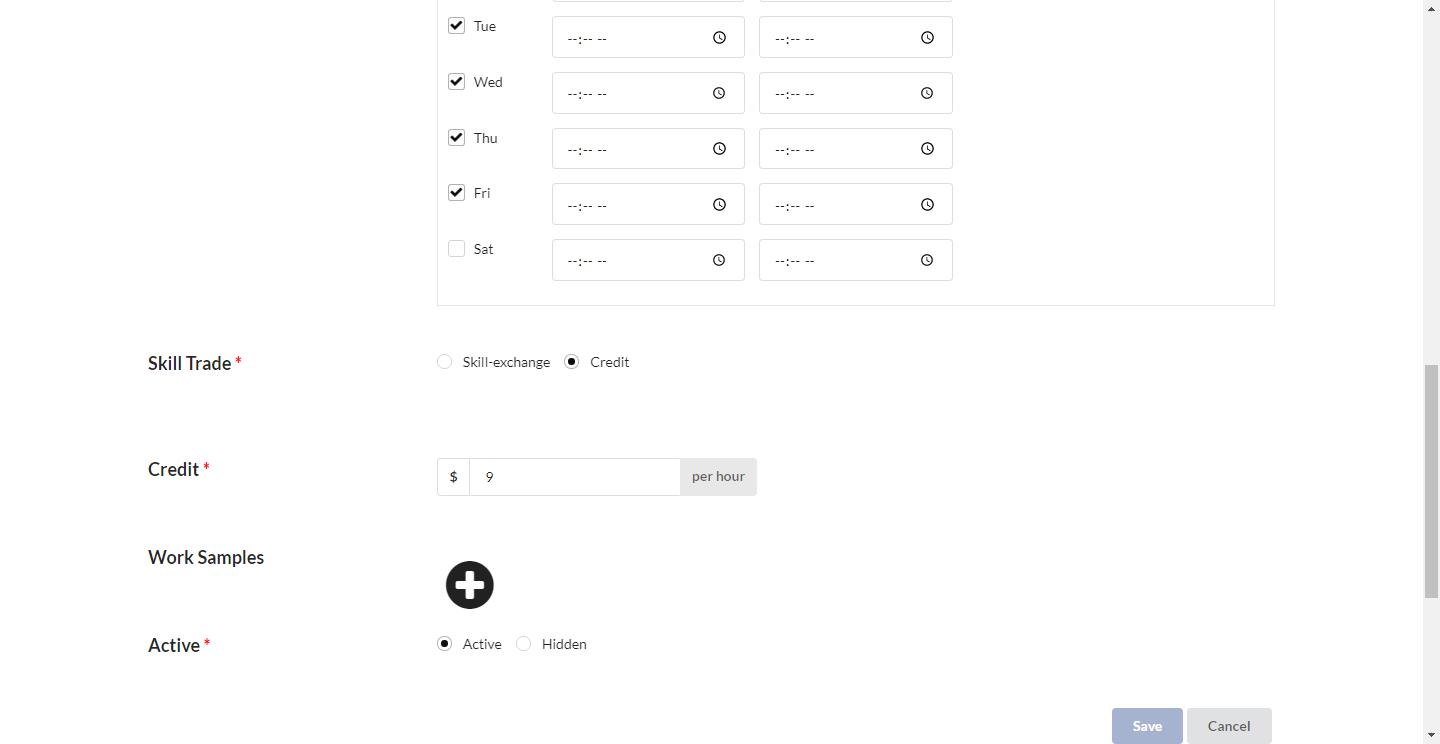 Tue --:-- -- --:-- --
Wed --:-- -- --:-- --
Thu --:-- -- --:-- --
Fri --:-- -- --:-- --
Sat --:-- -- --:-- --
Skill Trade * Skill-exchange Credit
Credit * $ 9 per hour
Work Samples
Active * Active Hidden
Save Cancel